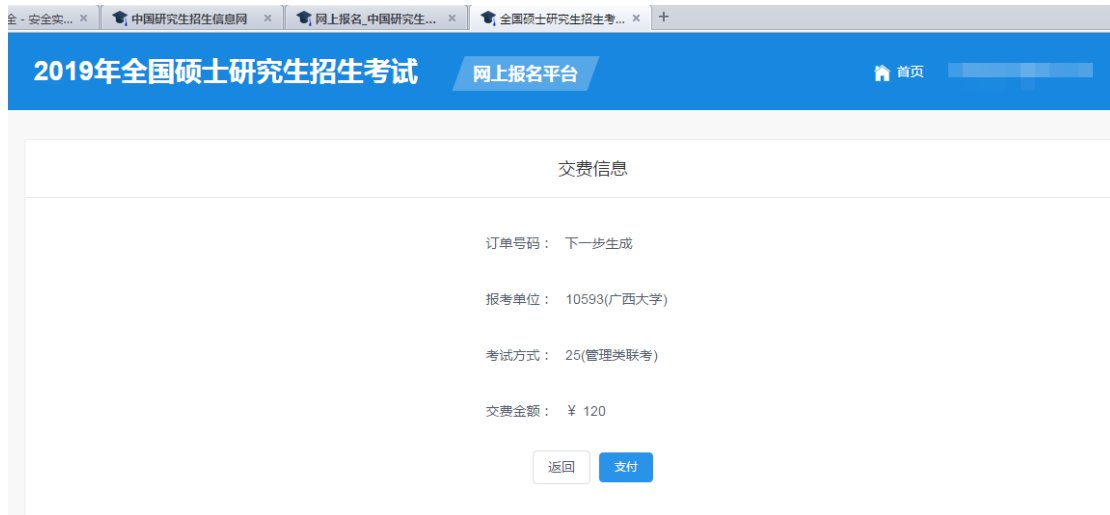 全 - 安全实... × 中国研究生招生信息网 × 网上报名_中国研究生... × 全国硕士研究生招生考... × +
2019年全国硕士研究生招生考试 网上报名平台 首页
交费信息
订单号码： 下一步生成
报考单位： 10593(广西大学)
考试方式： 25(管理类联考)
交费金额： ¥ 120
返回 支付